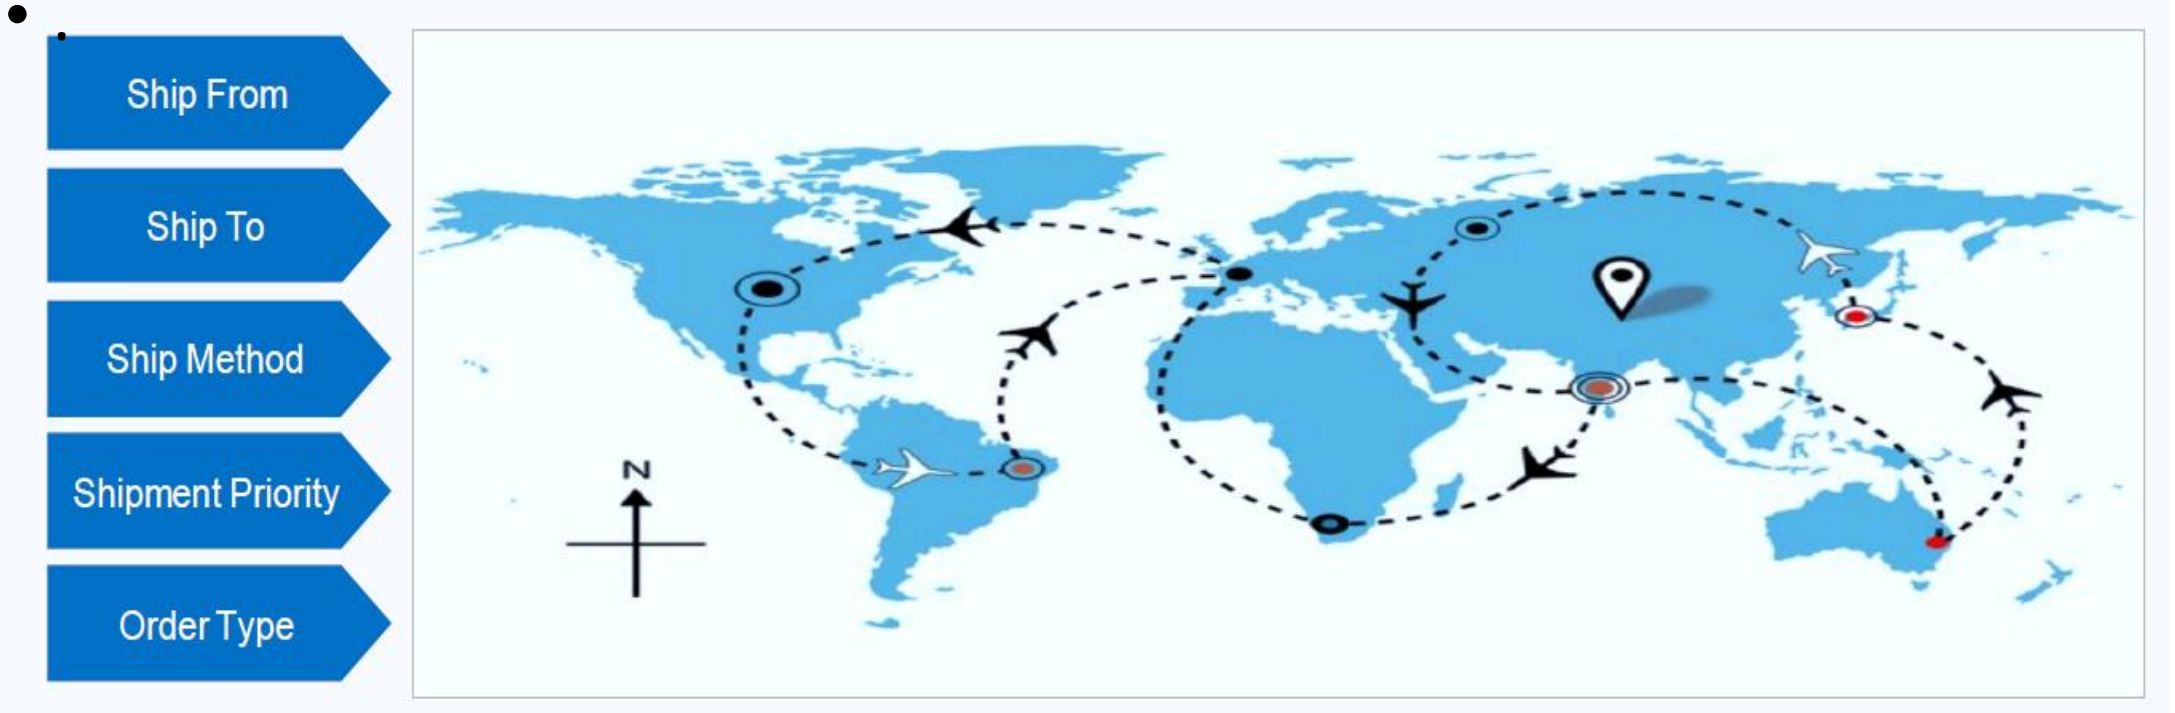 Ship From
Ship To
Ship Method
Shipment Priority
Order Type
N